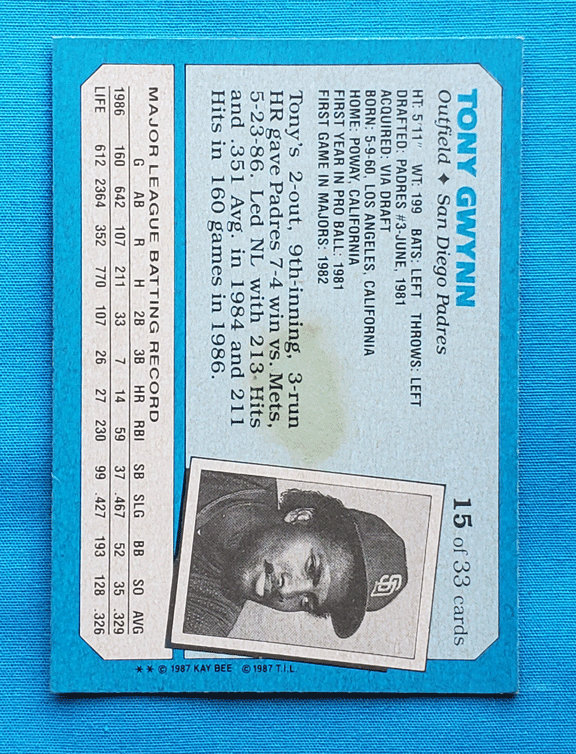 TONY GWYNN
15 of 33 cards
Outfield ♦ San Diego Padres
HT: 5'11" WT: 199 BATS: LEFT THROWS: LEFT
DRAFTED: PADRES #3-JUNE, 1981
ACQUIRED: VIA DRAFT
BORN: 5-9-60, LOS ANGELES, CALIFORNIA
HOME: POWAY, CALIFORNIA
FIRST YEAR IN PRO BALL: 1981
FIRST GAME IN MAJORS: 1982
Tony's 2-out, 9th-inning, 3-run
HR gave Padres 7-4 win vs. Mets,
5-23-86. Led NL with 213 Hits
and .351 Avg. in 1984 and 211
Hits in 160 games in 1986.
SD
MAJOR LEAGUE BATTING RECORD
G AB R H 2B 3B HR RBI SB SLG BB SO AVG
1986 160 642 107 211 33 7 14 59 37 .467 52 35 .329
LIFE 612 2364 352 770 107 26 27 230 99 .427 193 128 .326
** © 1987 KAY BEE © 1987 T.I.L.